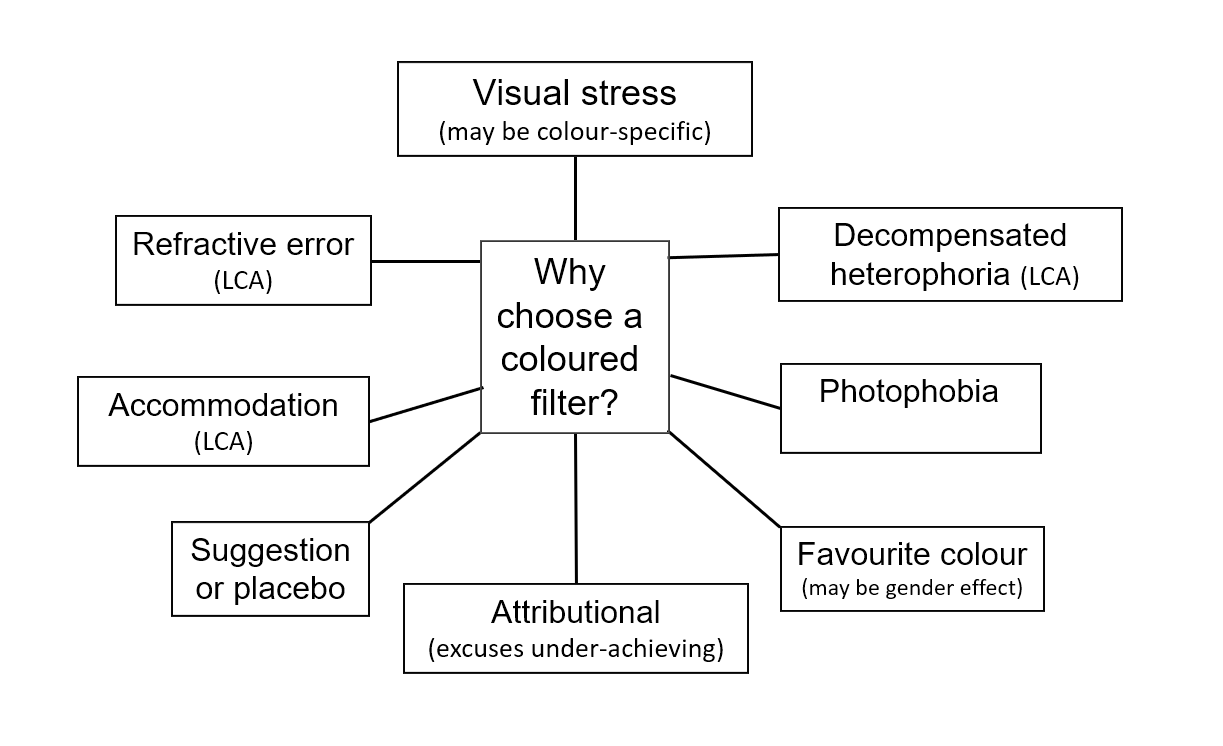 Visual stress
(may be colour-specific)
Refractive error
(LCA)
Decompensated
heterophoria (LCA)
Why
choose a
coloured
filter?
Accommodation
(LCA)
Photophobia
Suggestion
or placebo
Attributional
(excuses under-achieving)
Favourite colour
(may be gender effect)